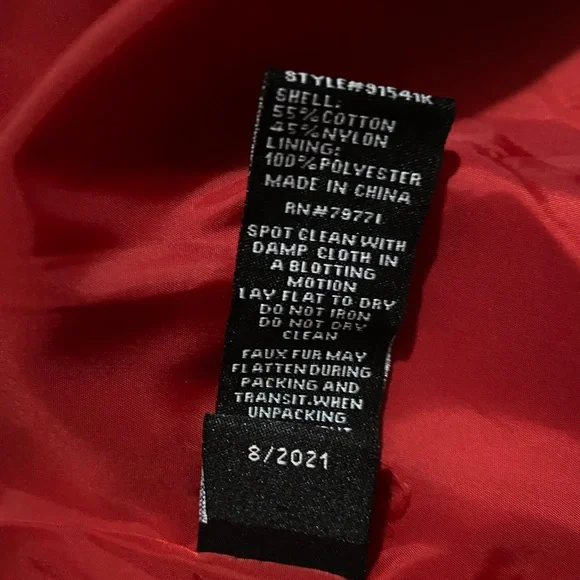 STYLE#91541K
SHELL:
55%COTTON
45%NYLON
LINING:
100%POLYESTER
MADE IN CHINA
RN#79771
SPOT CLEAN WITH
DAMP CLOTH IN
A BLOTTING
MOTION
LAY FLAT TO DRY
DO NOT IRON
DO NOT DRY
CLEAN
FAUX FUR MAY
FLATTEN DURING
PACKING AND
TRANSIT.WHEN
UNPACKING
8/2021